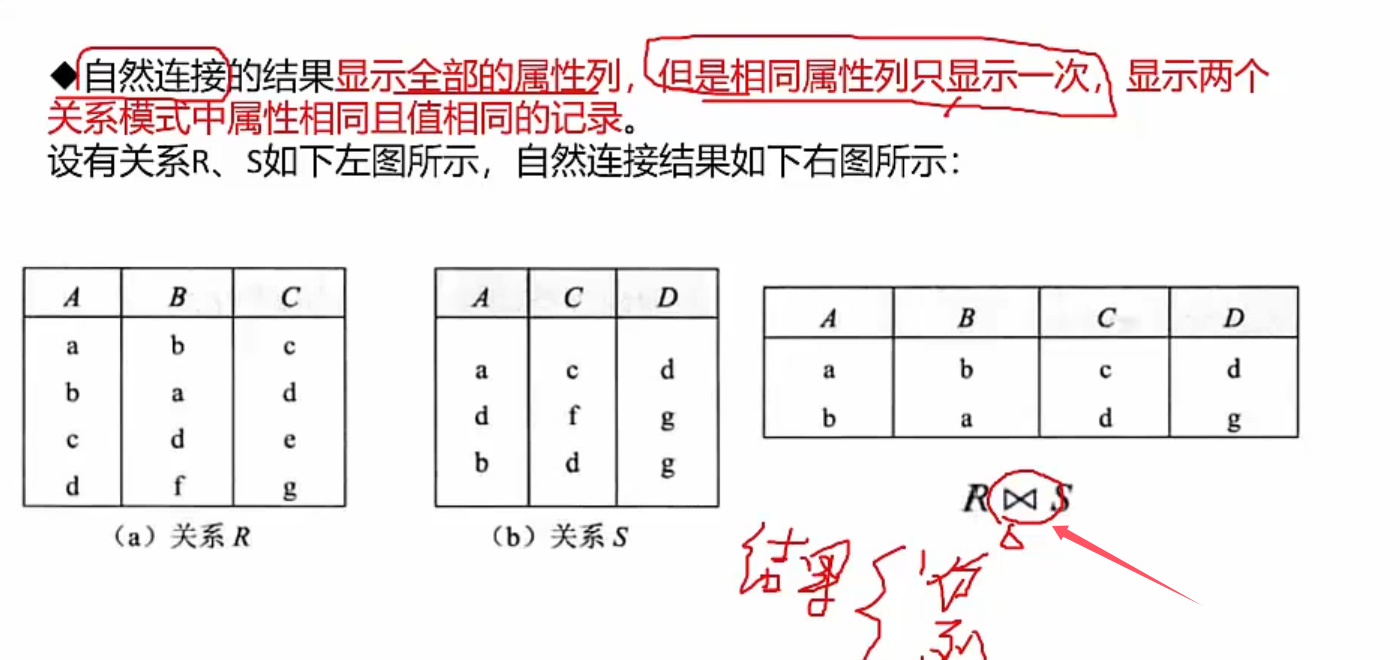 ◆自然连接的结果显示全部的属性列，但是相同属性列只显示一次，显示两个
关系模式中属性相同且值相同的记录。
设有关系R、S如下左图所示，自然连接结果如下右图所示：
A B C
a b c
b a d
c d e
d f g
（a）关系 R
A C D
a c d
d f g
b d g
（b）关系 S
A B C D
a b c d
b a d g
R ⋈ S
结果
列